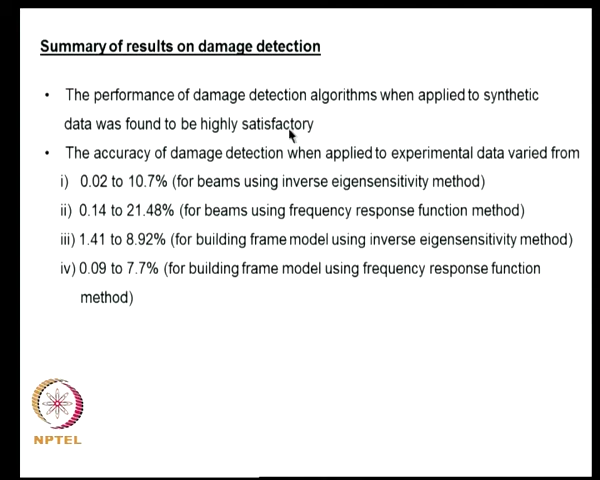 Summary of results on damage detection
• The performance of damage detection algorithms when applied to synthetic
data was found to be highly satisfactory
• The accuracy of damage detection when applied to experimental data varied from
i) 0.02 to 10.7% (for beams using inverse eigensensitivity method)
ii) 0.14 to 21.48% (for beams using frequency response function method)
iii) 1.41 to 8.92% (for building frame model using inverse eigensensitivity method)
iv) 0.09 to 7.7% (for building frame model using frequency response function
method)
NPTEL